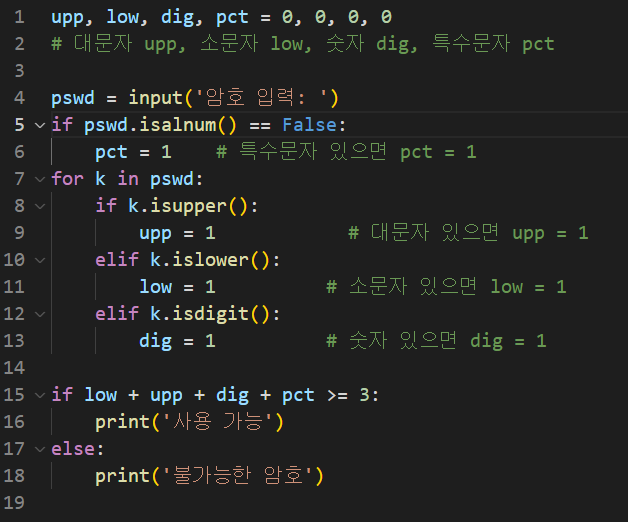 1 upp, low, dig, pct = 0, 0, 0, 0
2 # 대문자 upp, 소문자 low, 숫자 dig, 특수문자 pct
3
4 pswd = input('암호 입력: ')
5 if pswd.isalnum() == False:
6     pct = 1    # 특수문자 있으면 pct = 1
7 for k in pswd:
8     if k.isupper():
9         upp = 1            # 대문자 있으면 upp = 1
10     elif k.islower():
11         low = 1          # 소문자 있으면 low = 1
12     elif k.isdigit():
13         dig = 1          # 숫자 있으면 dig = 1
14
15 if low + upp + dig + pct >= 3:
16     print('사용 가능')
17 else:
18     print('불가능한 암호')
19